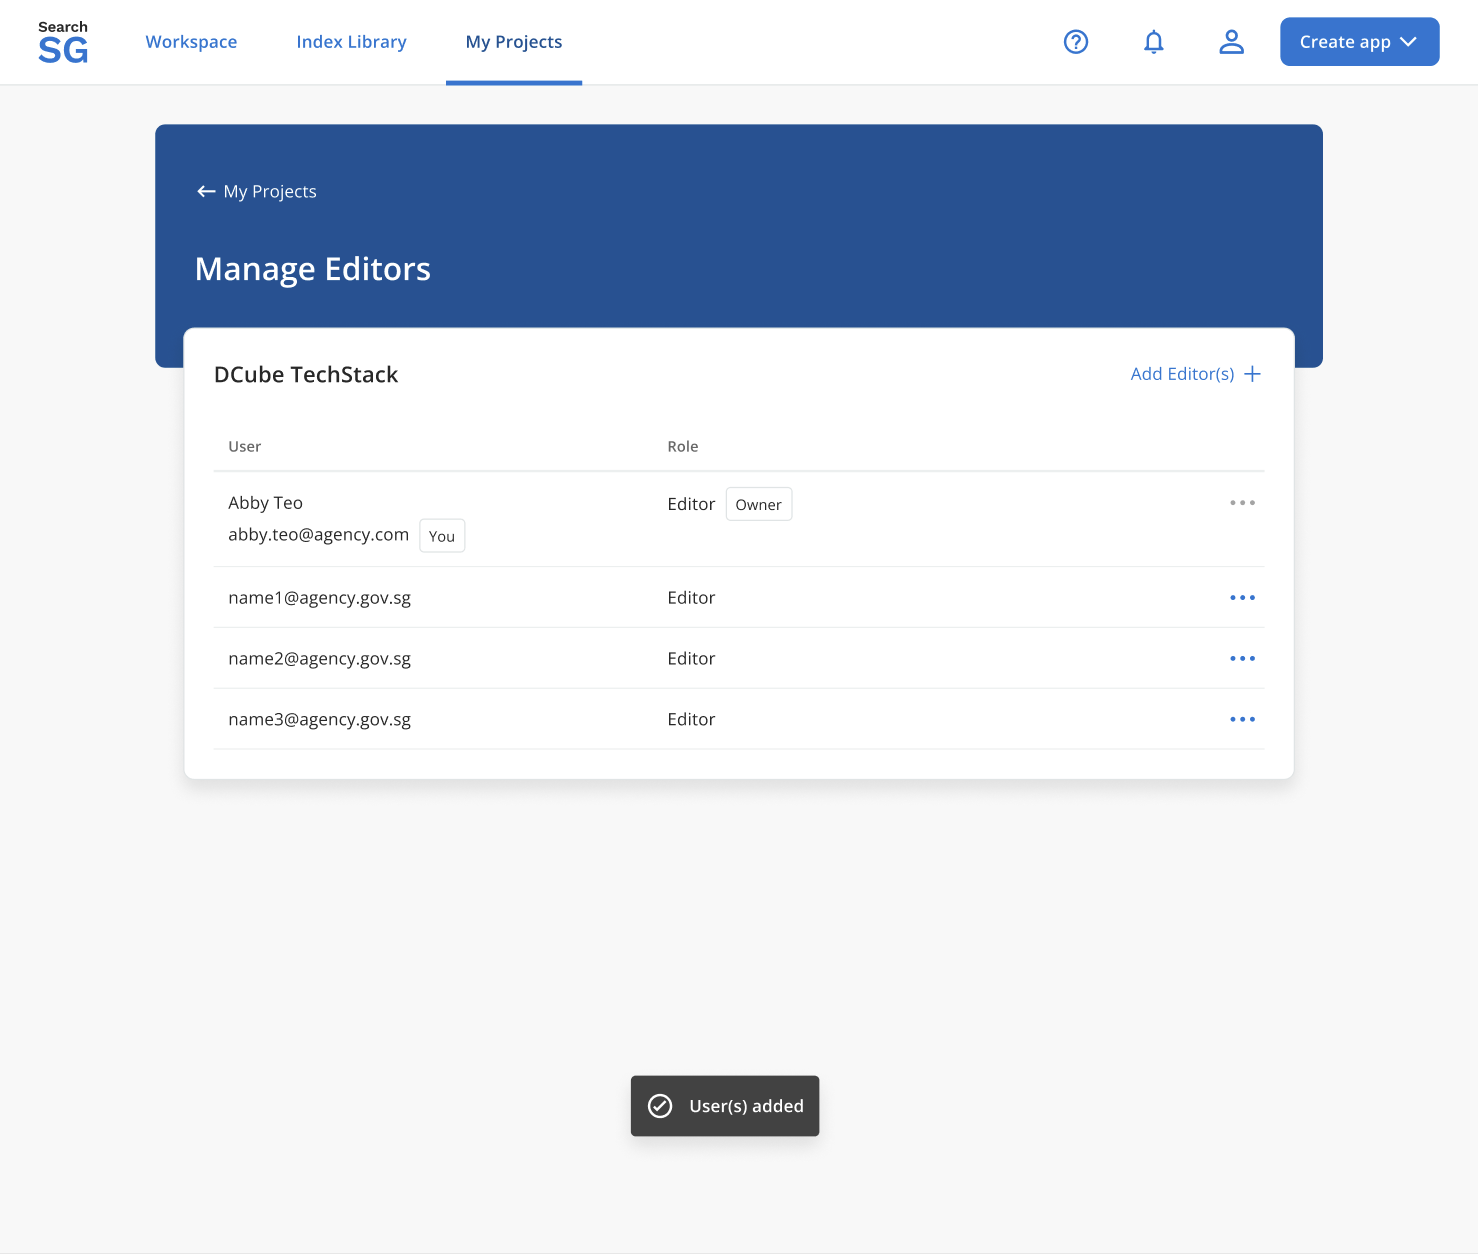 Search
SG
Workspace
Index Library
My Projects
Create app
My Projects
Manage Editors
DCube TechStack
Add Editor(s)
User
Role
Abby Teo
Editor
Owner
abby.teo@agency.com
You
name1@agency.gov.sg
Editor
name2@agency.gov.sg
Editor
name3@agency.gov.sg
Editor
User(s) added